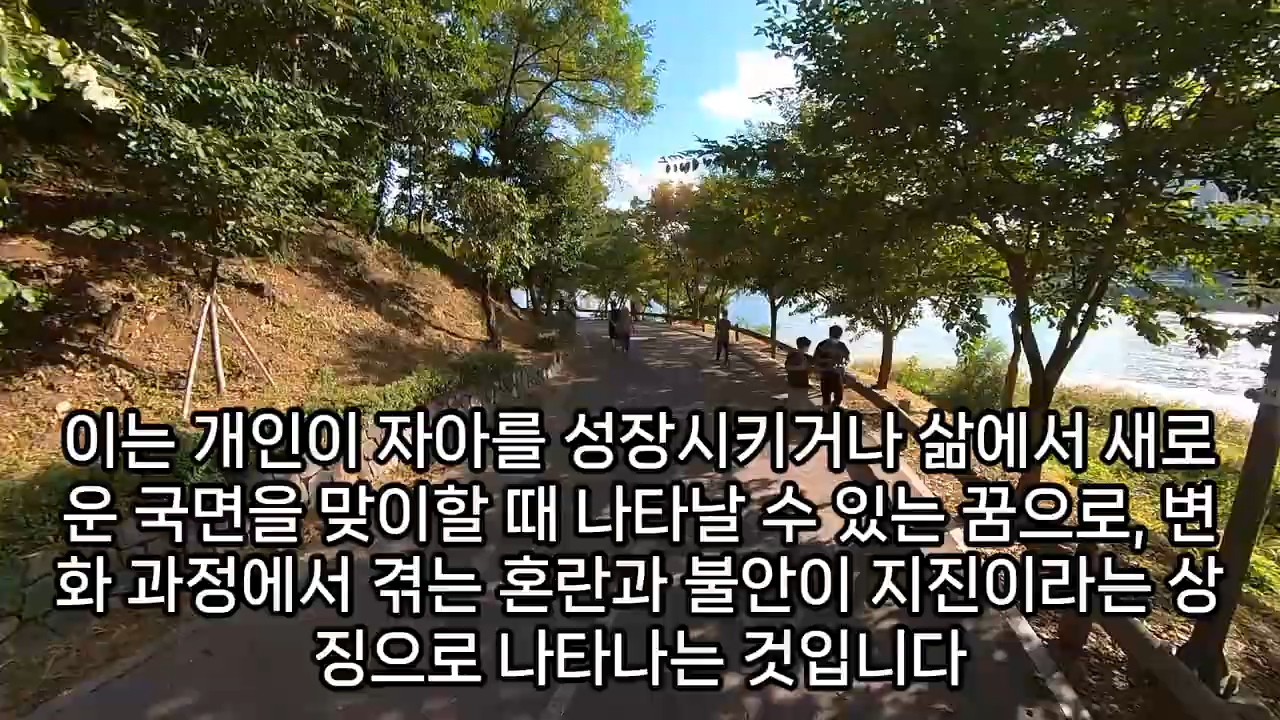 이는 개인이 자아를 성장시키거나 삶에서 새로
운 국면을 맞이할 때 나타날 수 있는 꿈으로, 변
화 과정에서 겪는 혼란과 불안이 지진이라는 상
징으로 나타나는 것입니다